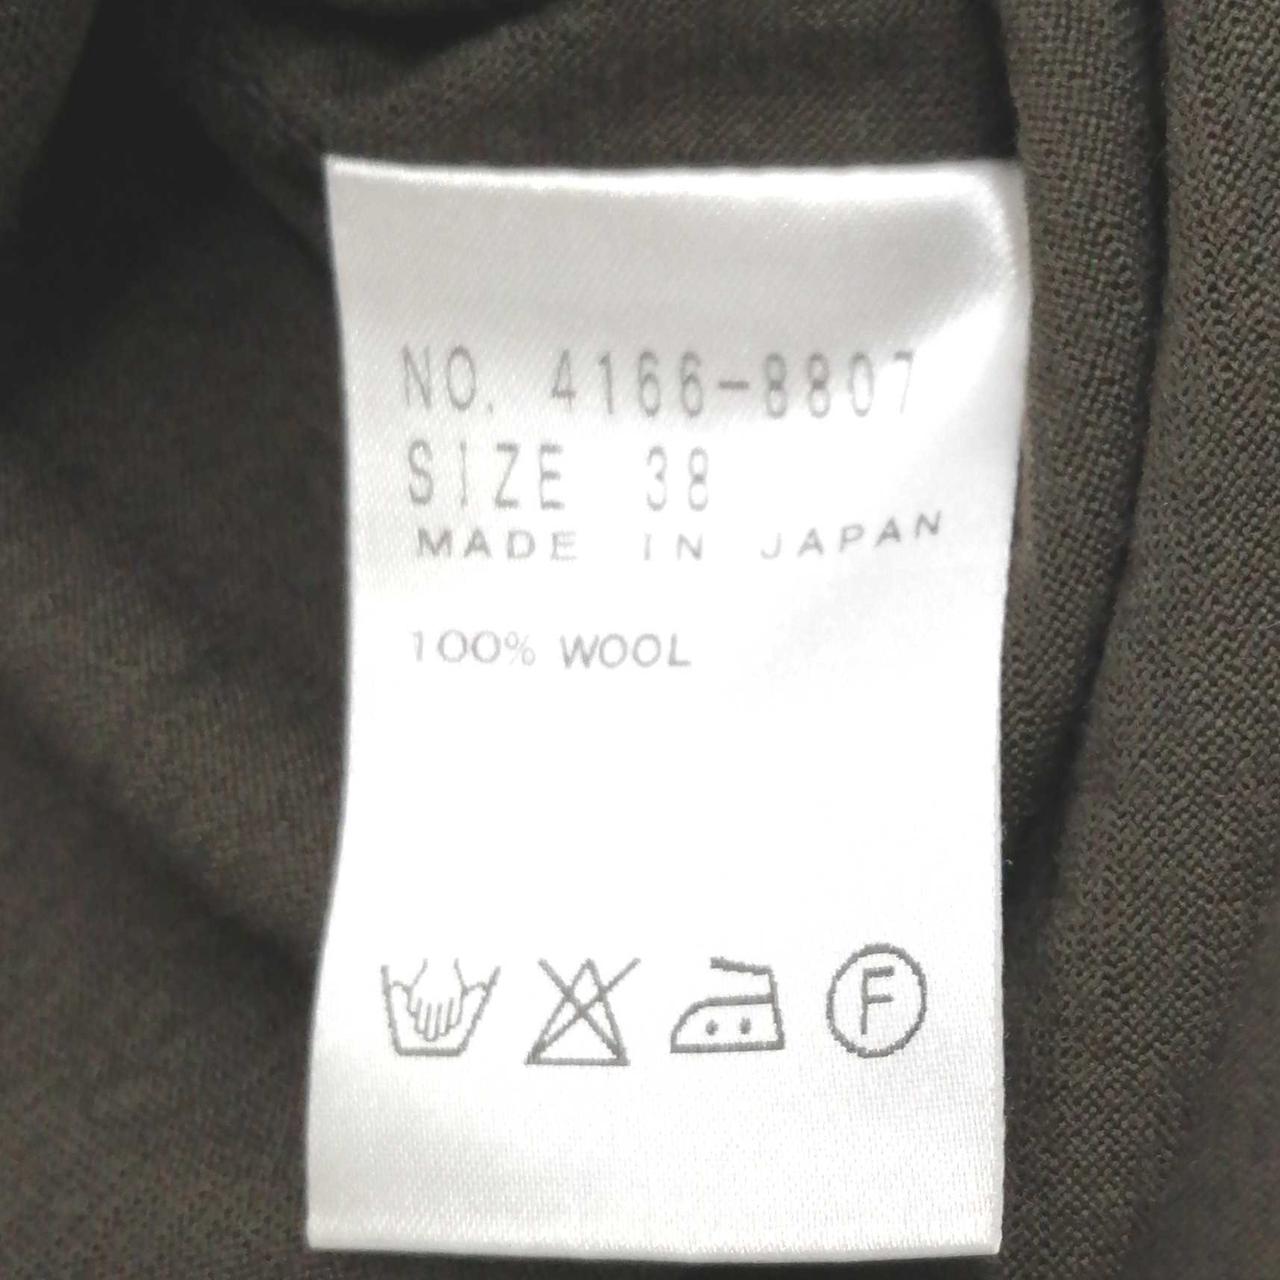 NO. 4166-8807
SIZE 38
MADE IN JAPAN
100% WOOL
F